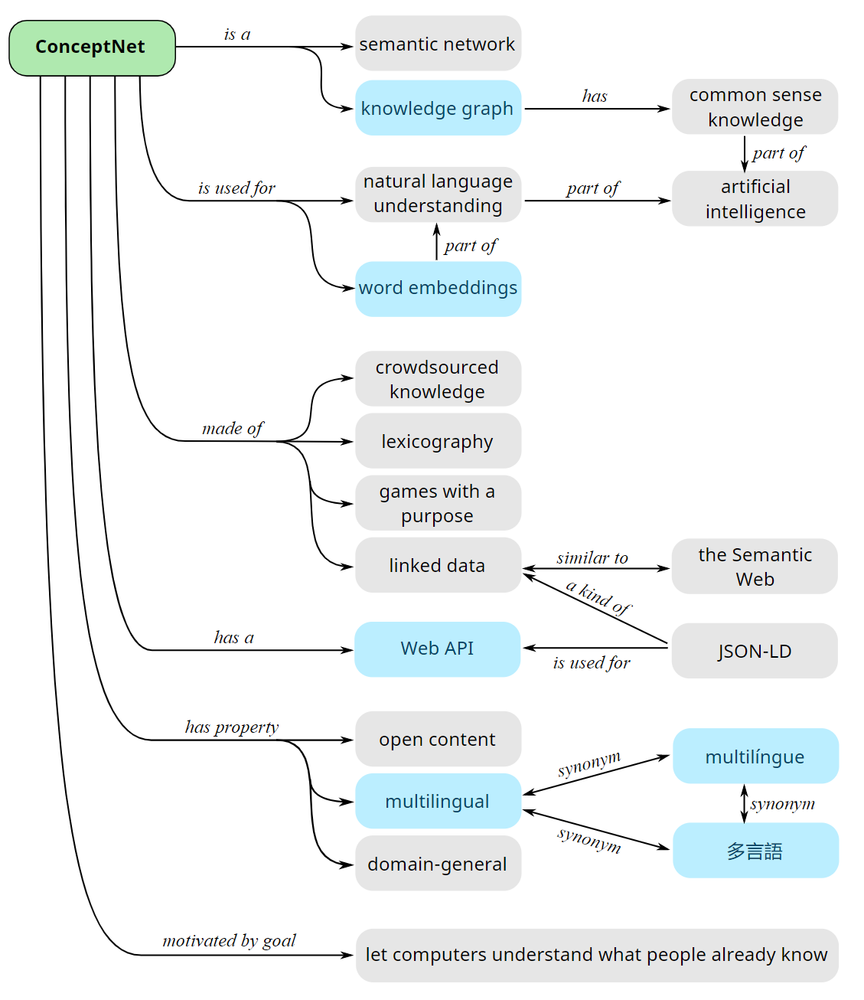 ConceptNet
is a
semantic network
knowledge graph
has
common sense
knowledge
part of
is used for
natural language
understanding
part of
artificial
intelligence
part of
word embeddings
made of
crowdsourced
knowledge
lexicography
games with a
purpose
linked data
similar to
the Semantic
Web
a kind of
has a
Web API
is used for
JSON-LD
has property
open content
multilingual
domain-general
synonym
multilíngue
synonym
synonym
多言語
motivated by goal
let computers understand what people already know